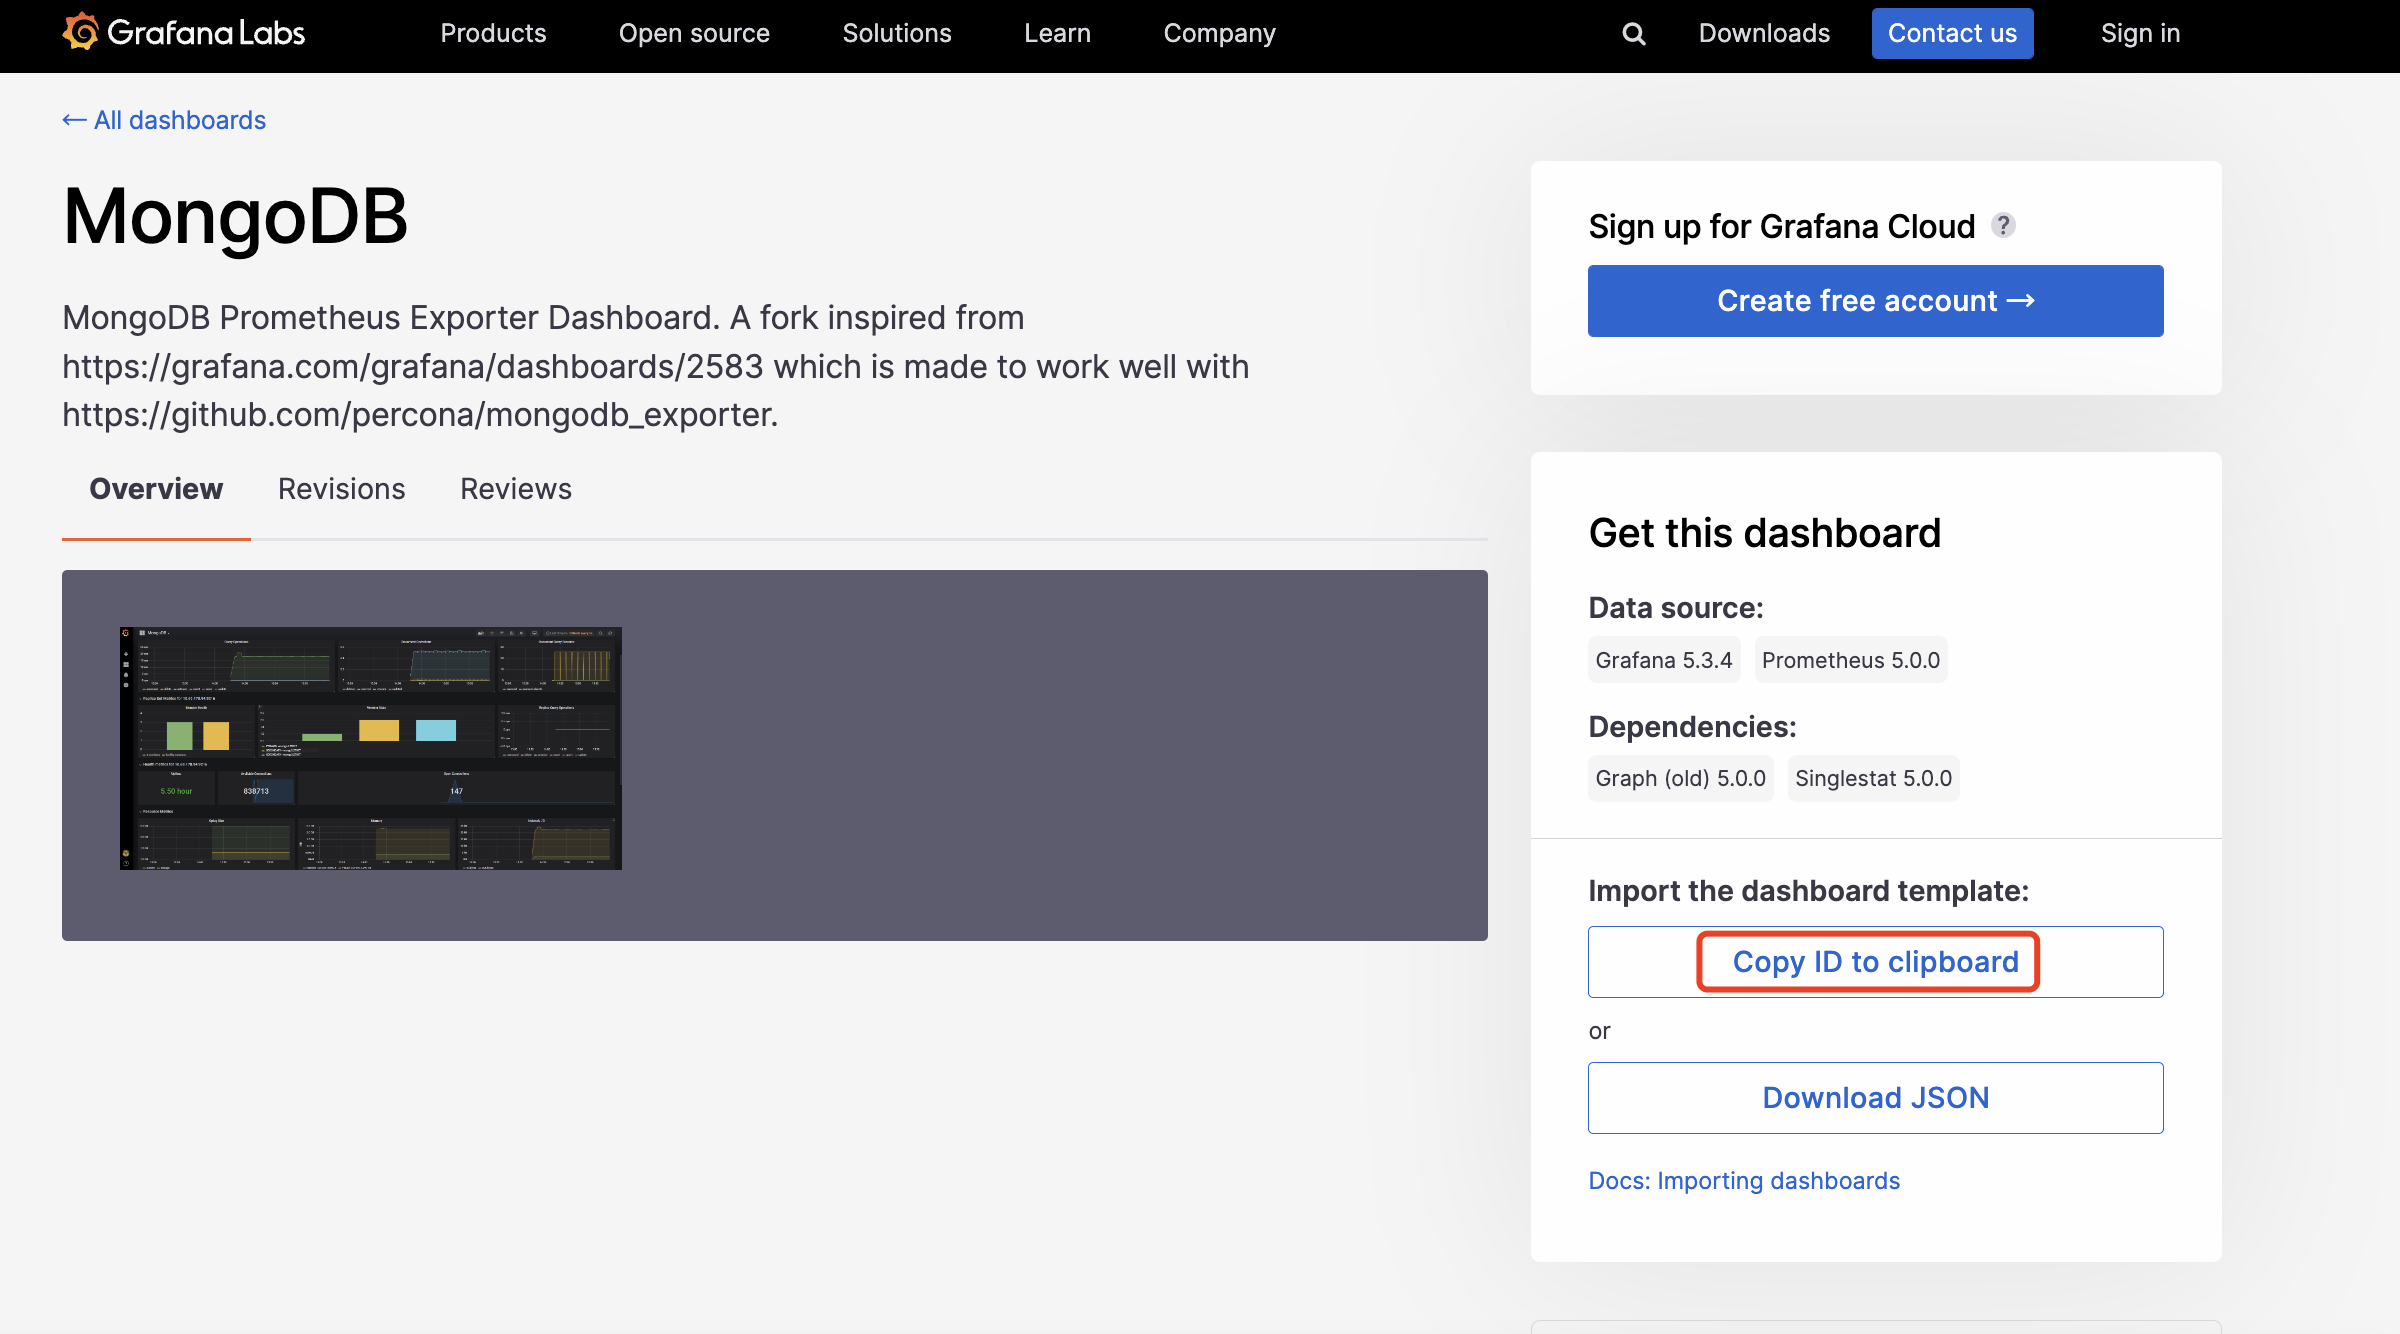 Grafana Labs
Products
Open source
Solutions
Learn
Company
Downloads
Contact us
Sign in
← All dashboards
MongoDB
MongoDB Prometheus Exporter Dashboard. A fork inspired from
https://grafana.com/grafana/dashboards/2583 which is made to work well with
https://github.com/percona/mongodb_exporter.
Overview
Revisions
Reviews
MongoDB
5.50 hour
838713
147
Sign up for Grafana Cloud ?
Create free account →
Get this dashboard
Data source:
Grafana 5.3.4
Prometheus 5.0.0
Dependencies:
Graph (old) 5.0.0
Singlestat 5.0.0
Import the dashboard template:
Copy ID to clipboard
or
Download JSON
Docs: Importing dashboards